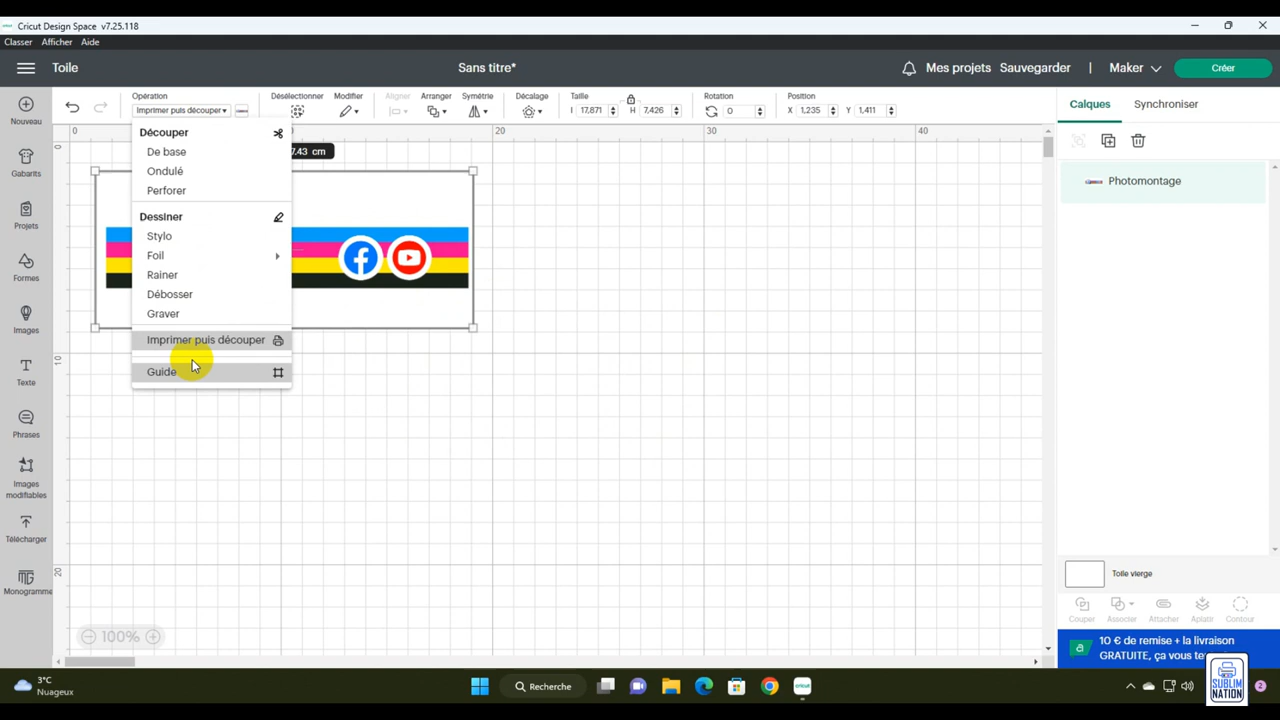 Cricut Design Space v7.25.118
Classer Afficher Aide
Toile
Sans titre*
Mes projets Sauvegarder | Maker Créer
Opération
Imprimer puis découper
Désélectionner
Modifier
Aligner
Arranger
Symétrie
Décalage
Taille
l 17,871 H 7,426
Rotation
0
Position
X 1,235 Y 1,411
Calques Synchroniser
Photomontage
Nouveau
Gabarits
Projets
Formes
Images
Texte
Phrases
Images modifiables
Télécharger
Monogramme
Découper
De base
Ondulé
Perforer
Dessiner
Stylo
Foil
Rainer
Débosser
Graver
Imprimer puis découper
Guide
7.43 cm
0 20 30 40
0
10
20
100%
Toile vierge
Couper Associer Attacher Aplatir Contour
10 € de remise + la livraison
GRATUITE, ça vous te
3°C
Nuageux
Recherche
cricut
SUBLIM
NATION
2